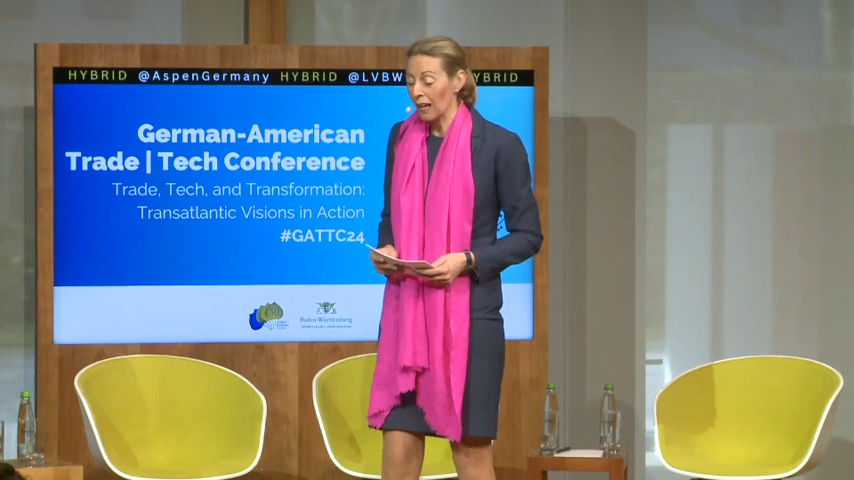 HYBRID @AspenGermany HYBRID @LVBW HYBRID
German-American
Trade | Tech Conference
Trade, Tech, and Transformation:
Transatlantic Visions in Action
#GATTC24
Baden-Württemberg